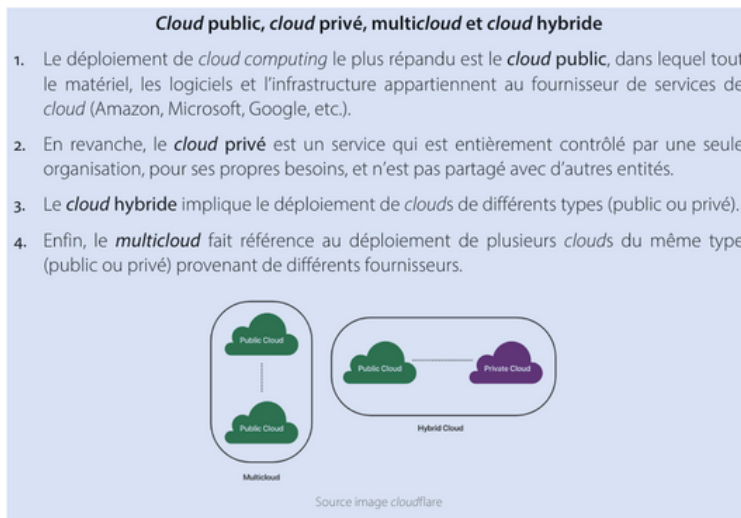 Cloud public, cloud privé, multicloud et cloud hybride
1. Le déploiement de cloud computing le plus répandu est le cloud public, dans lequel tout
le matériel, les logiciels et l'infrastructure appartiennent au fournisseur de services de
cloud (Amazon, Microsoft, Google, etc.).
2. En revanche, le cloud privé est un service qui est entièrement contrôlé par une seule
organisation, pour ses propres besoins, et n'est pas partagé avec d'autres entités.
3. Le cloud hybride implique le déploiement de clouds de différents types (public ou privé).
4. Enfin, le multicloud fait référence au déploiement de plusieurs clouds du même type
(public ou privé) provenant de différents fournisseurs.
Public Cloud
Public Cloud
Multicloud
Public Cloud
Private Cloud
Hybrid Cloud
Source image cloudflare